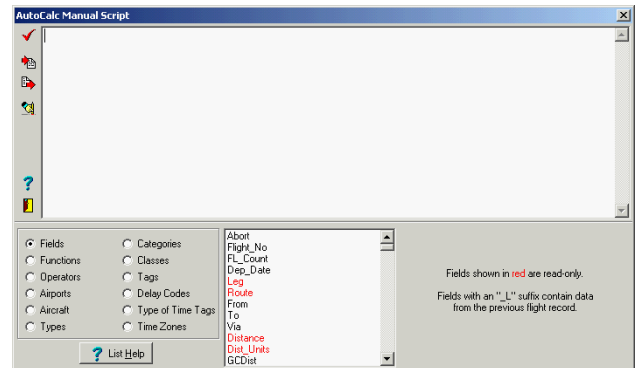 AutoCalc Manual Script
Fields
Functions
Operators
Airports
Aircraft
Types
Categories
Classes
Tags
Delay Codes
Type of Time Tags
Time Zones
? List Help
Abort
Flight_No
FL_Count
Dep_Date
Leg
Route
From
To
Via
Distance
Dist_Units
GCDist
Fields shown in red are read-only.
Fields with an "_L" suffix contain data
from the previous flight record.